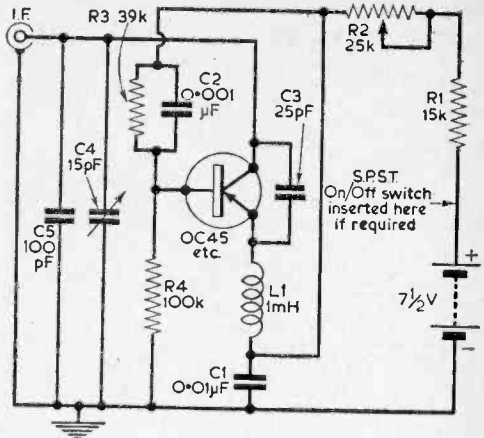 I.F.
R3 39k
C2
0·001
μF
C3
25pF
R2
25k
R1
15k
C4
15pF
S.P.S.T.
On/Off switch
inserted here
if required
C5
100
pF
OC45
etc.
R4
100k
L1
1mH
7½V
+
−
C1
0·01μF